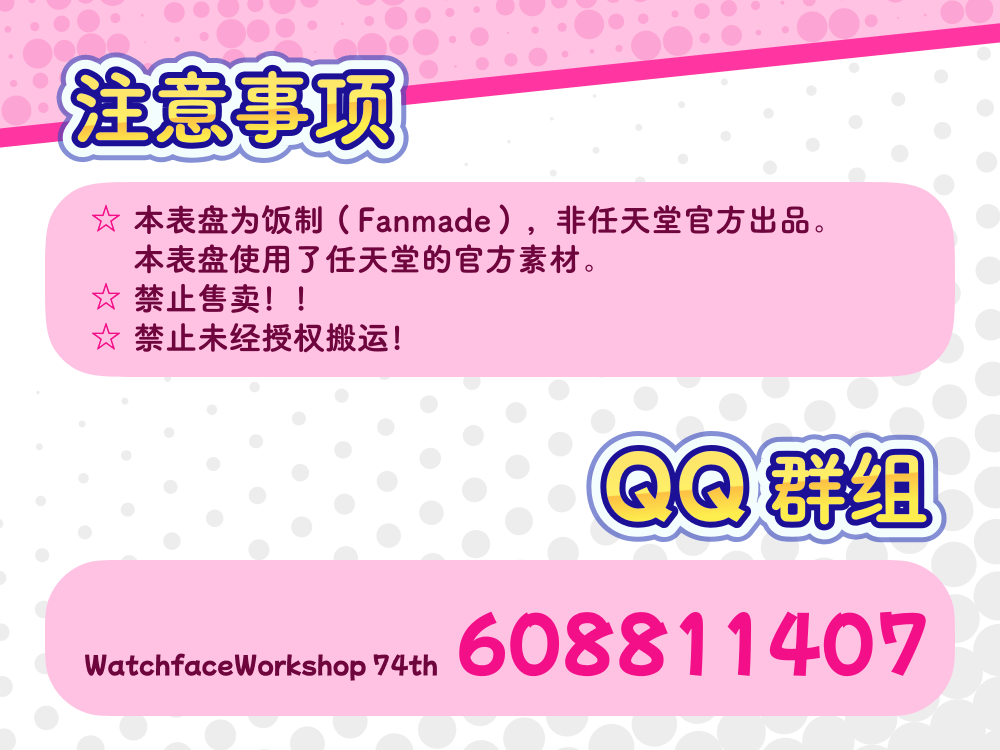 注意事项
☆ 本表盘为饭制（Fanmade），非任天堂官方出品。
本表盘使用了任天堂的官方素材。
☆ 禁止售卖！！
☆ 禁止未经授权搬运！
QQ 群组
WatchfaceWorkshop 74th 608811407